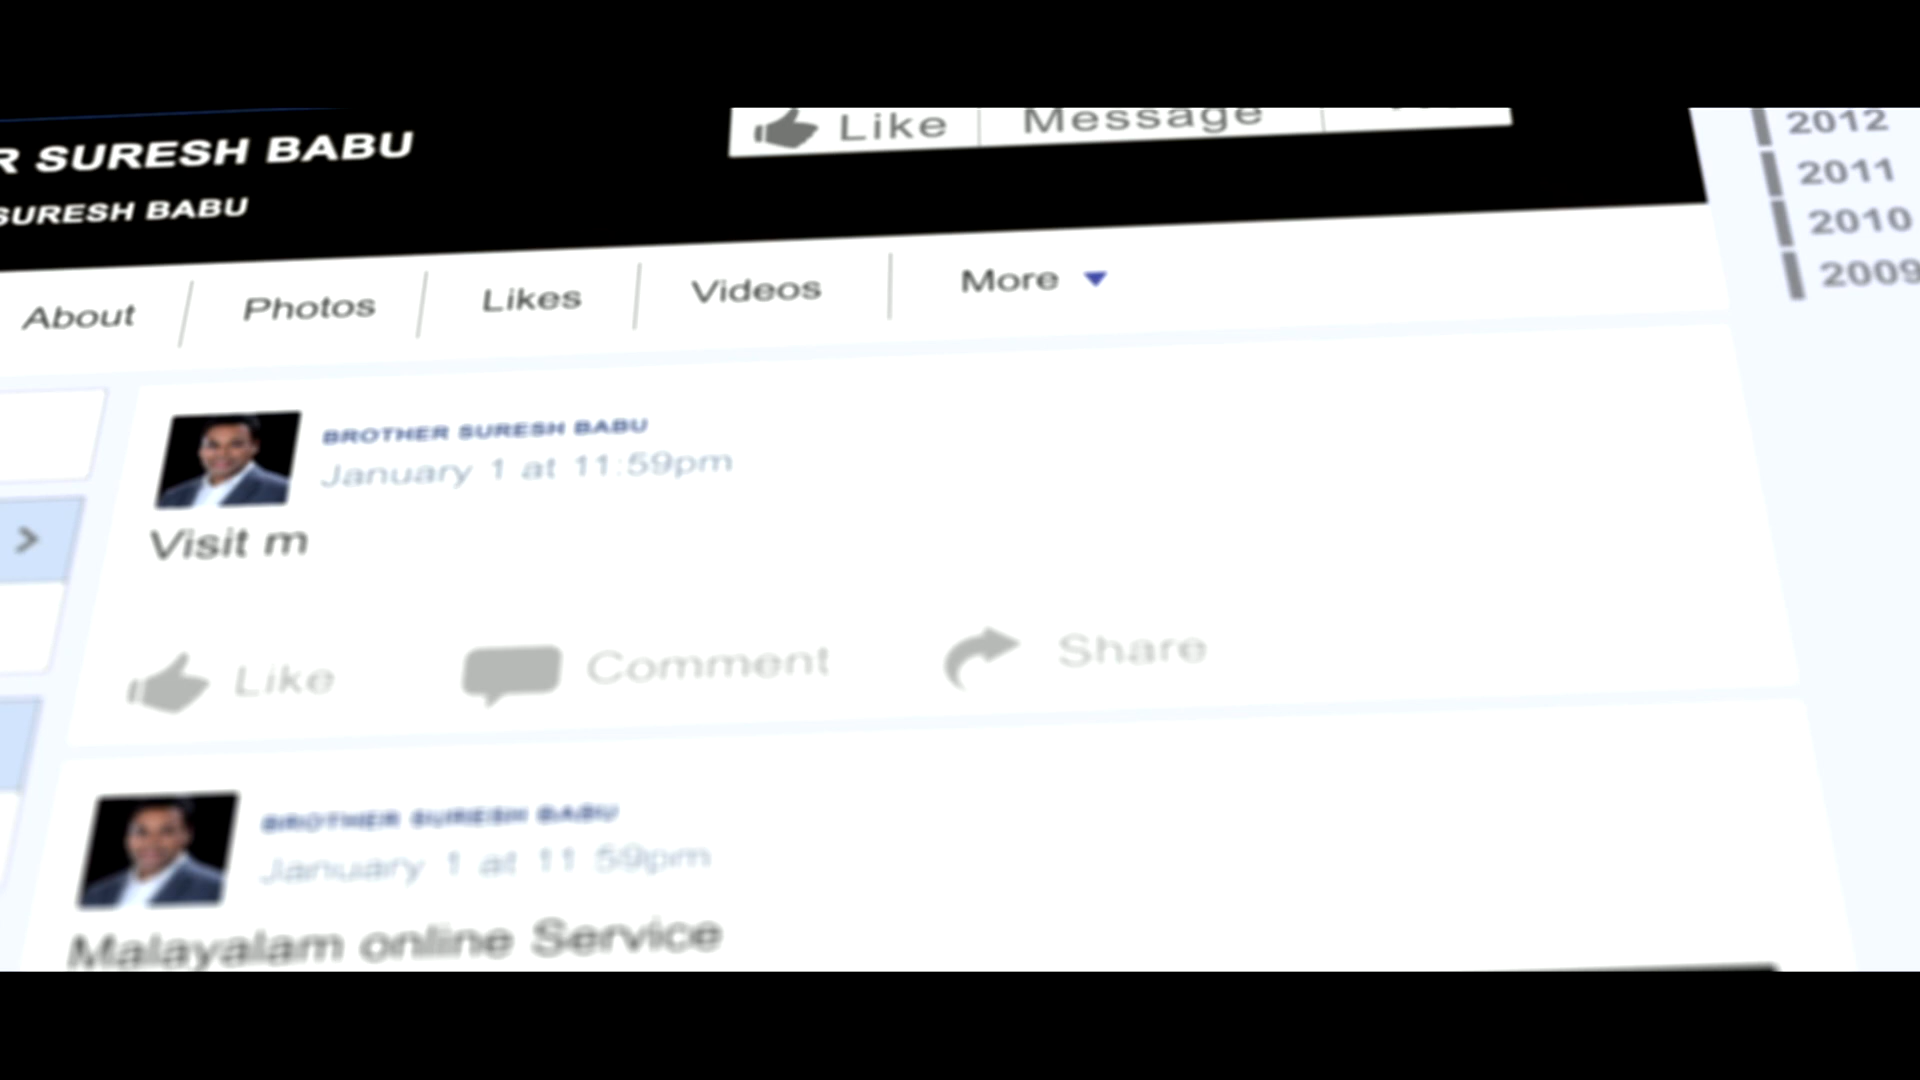 R SURESH BABU
SURESH BABU
Like
Message
2012
2011
2010
2009
About
Photos
Likes
Videos
More
BROTHER SURESH BABU
January 1 at 11:59pm
Visit m
Like
Comment
Share
BROTHER SURESH BABU
January 1 at 11 59pm
Malayalam online Service